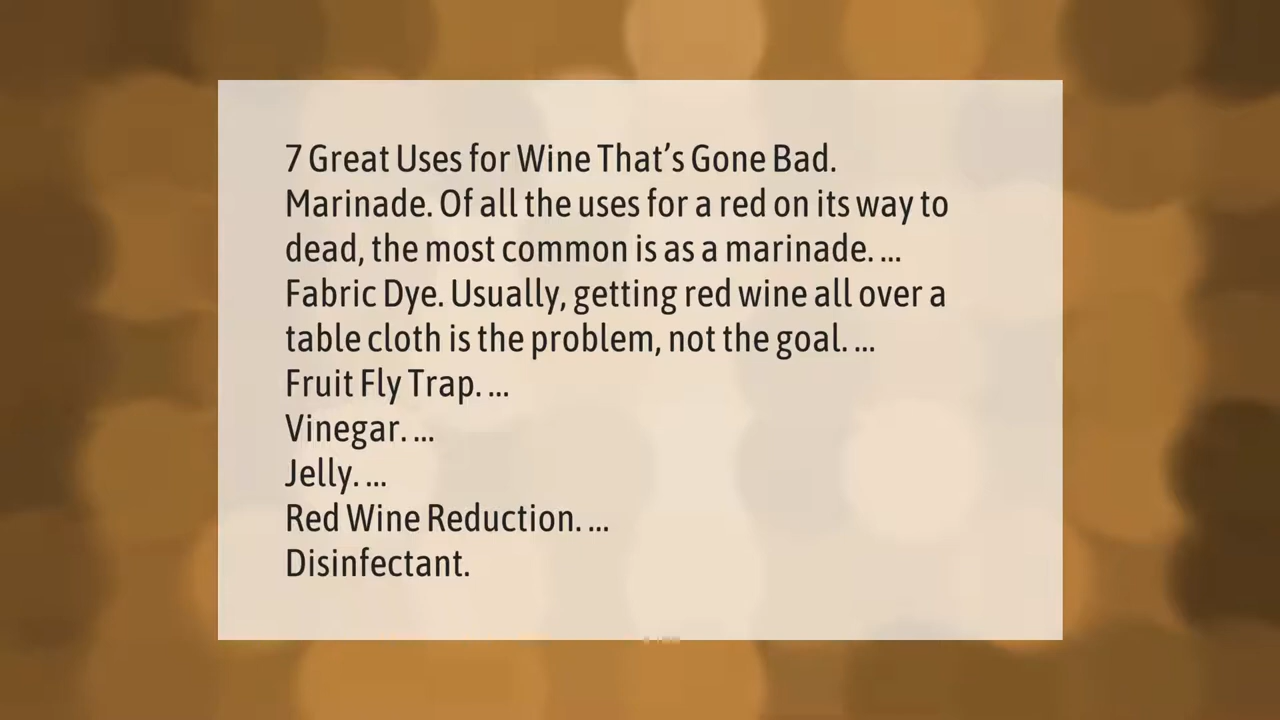 7 Great Uses for Wine That’s Gone Bad.
Marinade. Of all the uses for a red on its way to
dead, the most common is as a marinade. ...
Fabric Dye. Usually, getting red wine all over a
table cloth is the problem, not the goal. ...
Fruit Fly Trap. ...
Vinegar. ...
Jelly. ...
Red Wine Reduction. ...
Disinfectant.